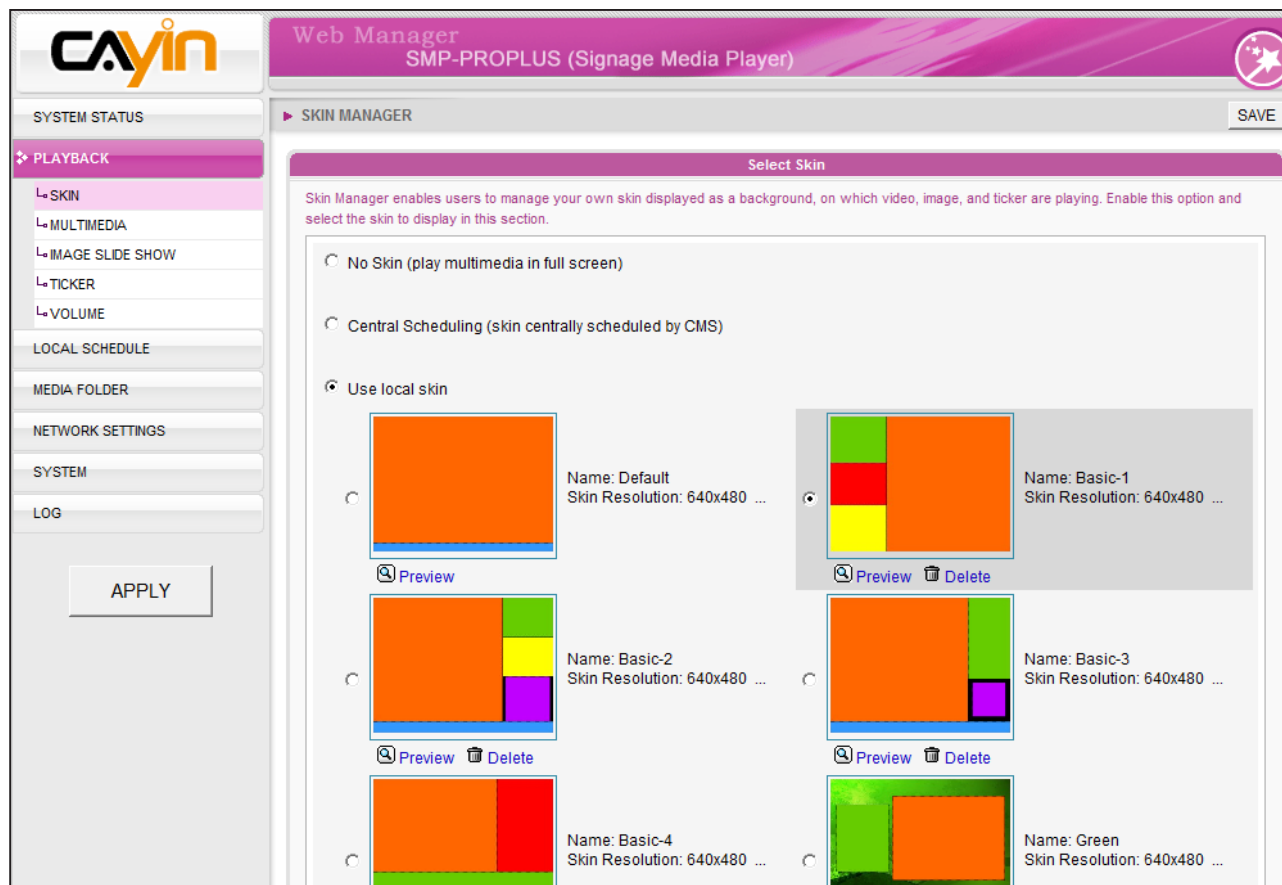 CAYIN
Web Manager
SMP-PROPLUS (Signage Media Player)
SYSTEM STATUS
PLAYBACK
SKIN
MULTIMEDIA
IMAGE SLIDE SHOW
TICKER
VOLUME
LOCAL SCHEDULE
MEDIA FOLDER
NETWORK SETTINGS
SYSTEM
LOG
APPLY
SKIN MANAGER
SAVE
Select Skin
Skin Manager enables users to manage your own skin displayed as a background, on which video, image, and ticker are playing. Enable this option and
select the skin to display in this section.
No Skin (play multimedia in full screen)
Central Scheduling (skin centrally scheduled by CMS)
Use local skin
Name: Default
Skin Resolution: 640x480 ...
Preview
Name: Basic-1
Skin Resolution: 640x480 ...
Preview Delete
Name: Basic-2
Skin Resolution: 640x480 ...
Preview Delete
Name: Basic-3
Skin Resolution: 640x480 ...
Preview Delete
Name: Basic-4
Skin Resolution: 640x480 ...
Name: Green
Skin Resolution: 640x480 ...